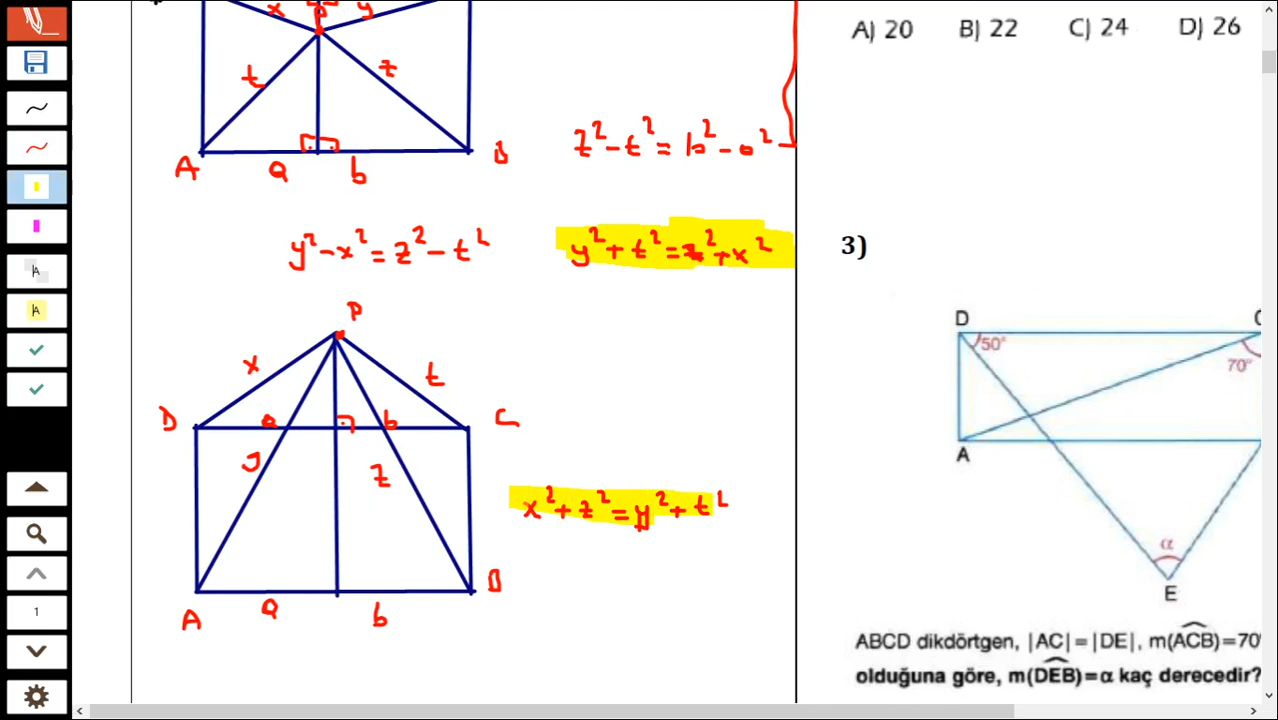 x P y
t z
A a b B
z² - t² = b² - a²
y² - x² = z² - t²
y² + t² = z² + x²
P
x t
D a b C
y z
x² + z² = y² + t²
A a b B
A) 20 B) 22 C) 24 D) 26
3)
D
50°
70°
A
α
E
ABCD dikdörtgen, |AC| = |DE|, m(ACB)=70°
olduğuna göre, m(DEB)=α kaç derecedir?
1